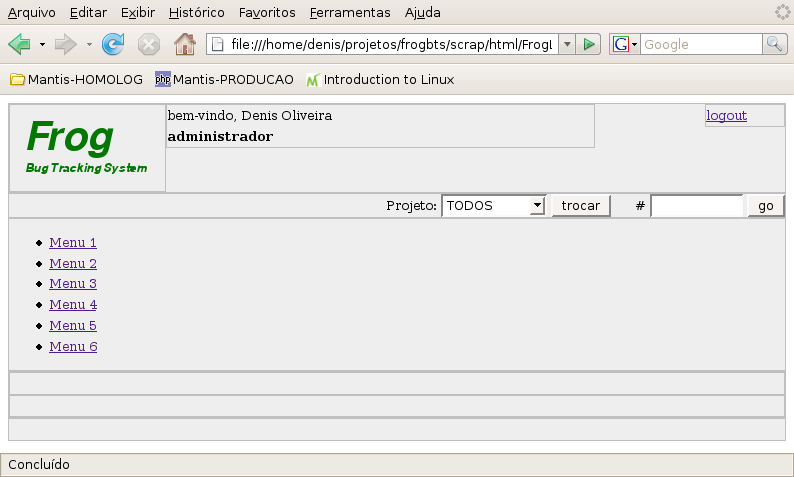 Arquivo Editar Exibir Histórico Favoritos Ferramentas Ajuda
file:///home/denis/projetos/frogbts/scrap/html/FrogL
G Google
Mantis-HOMOLOG php Mantis-PRODUCAO Introduction to Linux
Frog
Bug Tracking System
bem-vindo, Denis Oliveira
administrador
logout
Projeto: TODOS trocar # go
Menu 1
Menu 2
Menu 3
Menu 4
Menu 5
Menu 6
Concluído